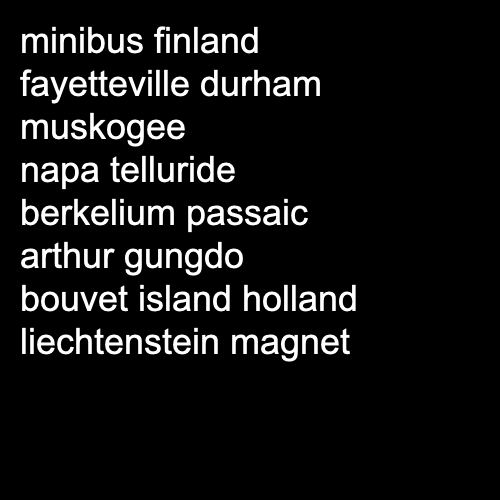 minibus finland
fayetteville durham
muskogee
napa telluride
berkelium passaic
arthur gungdo
bouvet island holland
liechtenstein magnet